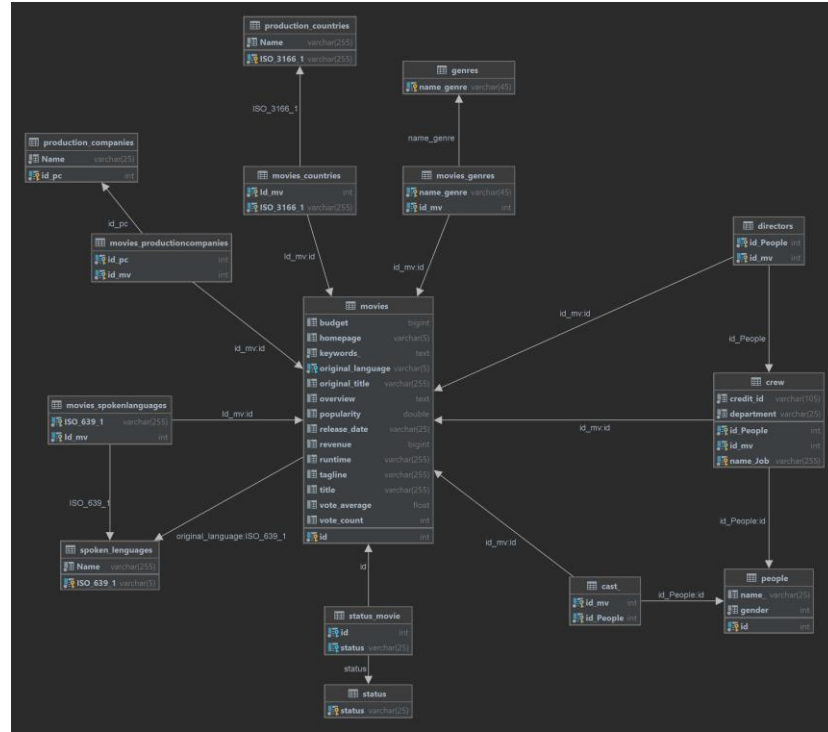 production_countries
Name varchar(255)
ISO_3166_1 varchar(255)
genres
name_genre varchar(45)
ISO_3166_1
name_genre
production_companies
Name varchar(25)
id_pc int
movies_countries
Id_mv int
ISO_3166_1 varchar(255)
movies_genres
name_genre varchar(45)
id_mv int
id_pc
movies_productioncompanies
id_pc int
id_mv int
directors
id_People int
id_mv int
Id_mv:id
id_mv:id
id_mv:id
id_mv:id
id_People
movies
budget bigint
homepage varchar(5)
keywords_ text
original_language varchar(5)
original_title varchar(255)
overview text
popularity double
release_date varchar(25)
revenue bigint
runtime varchar(255)
tagline varchar(255)
title varchar(255)
vote_average float
vote_count int
id int
crew
credit_id varchar(105)
department varchar(25)
id_People int
id_mv int
name_Job varchar(255)
movies_spokenlanguages
ISO_639_1 varchar(255)
Id_mv int
Id_mv:id
id_mv:id
ISO_639_1
original_language:ISO_639_1
id_mv:id
id_People:id
spoken_lenguages
Name varchar(255)
ISO_639_1 varchar(5)
id
cast_
id_mv int
id_People int
id_People:id
people
name_ varchar(25)
gender int
id int
status_movie
id int
status varchar(25)
status
status
status varchar(25)